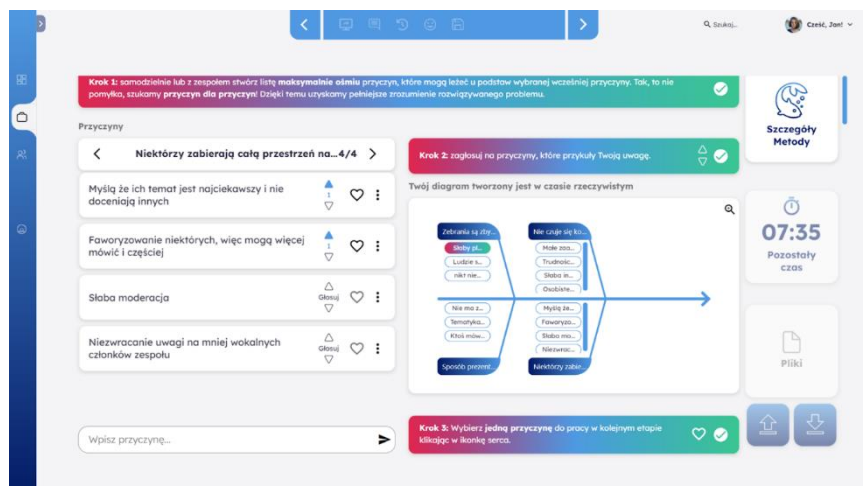 Szukaj...
Cześć, Jan!
Krok 1: samodzielnie lub z zespołem stwórz listę maksymalnie ośmiu przyczyn, które mogą leżeć u podstaw wybranej wcześniej przyczyny. Tak, to nie
pomyłka, szukamy przyczyn dla przyczyn! Dzięki temu uzyskamy pełniejsze zrozumienie rozwiązywanego problemu.
Szczegóły
Metody
Przyczyny
Niektórzy zabierają całą przestrzeń na...4/4
Krok 2: zagłosuj na przyczyny, które przykuły Twoją uwagę.
Myślą że ich temat jest najciekawszy i nie
doceniają innych
1
Twój diagram tworzony jest w czasie rzeczywistym
Faworyzowanie niektórych, więc mogą więcej
mówić i częściej
1
Słaba moderacja
Głosuj
Niezwracanie uwagi na mniej wokalnych
członków zespołu
Głosuj
Zebrania są zby...
Słaby pl...
Ludzie s...
nikt nie...
Nie czuje się ko...
Małe zaa...
Trudnośc...
Słaba in...
Osobiste...
Nie ma z...
Tematyka...
Ktoś mów...
Sposób prezent...
Myślą że...
Faworyzo...
Słaba mo...
Niezwrac...
Niektórzy zabie...
07:35
Pozostały
czas
Pliki
Wpisz przyczynę...
Krok 3: Wybierz jedną przyczynę do pracy w kolejnym etapie
klikając w ikonkę serca.